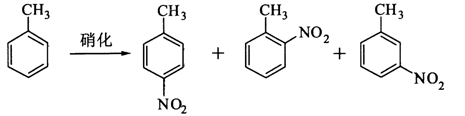 CH₃ 硝化 CH₃ + CH₃ NO₂ + CH₃
NO₂ NO₂